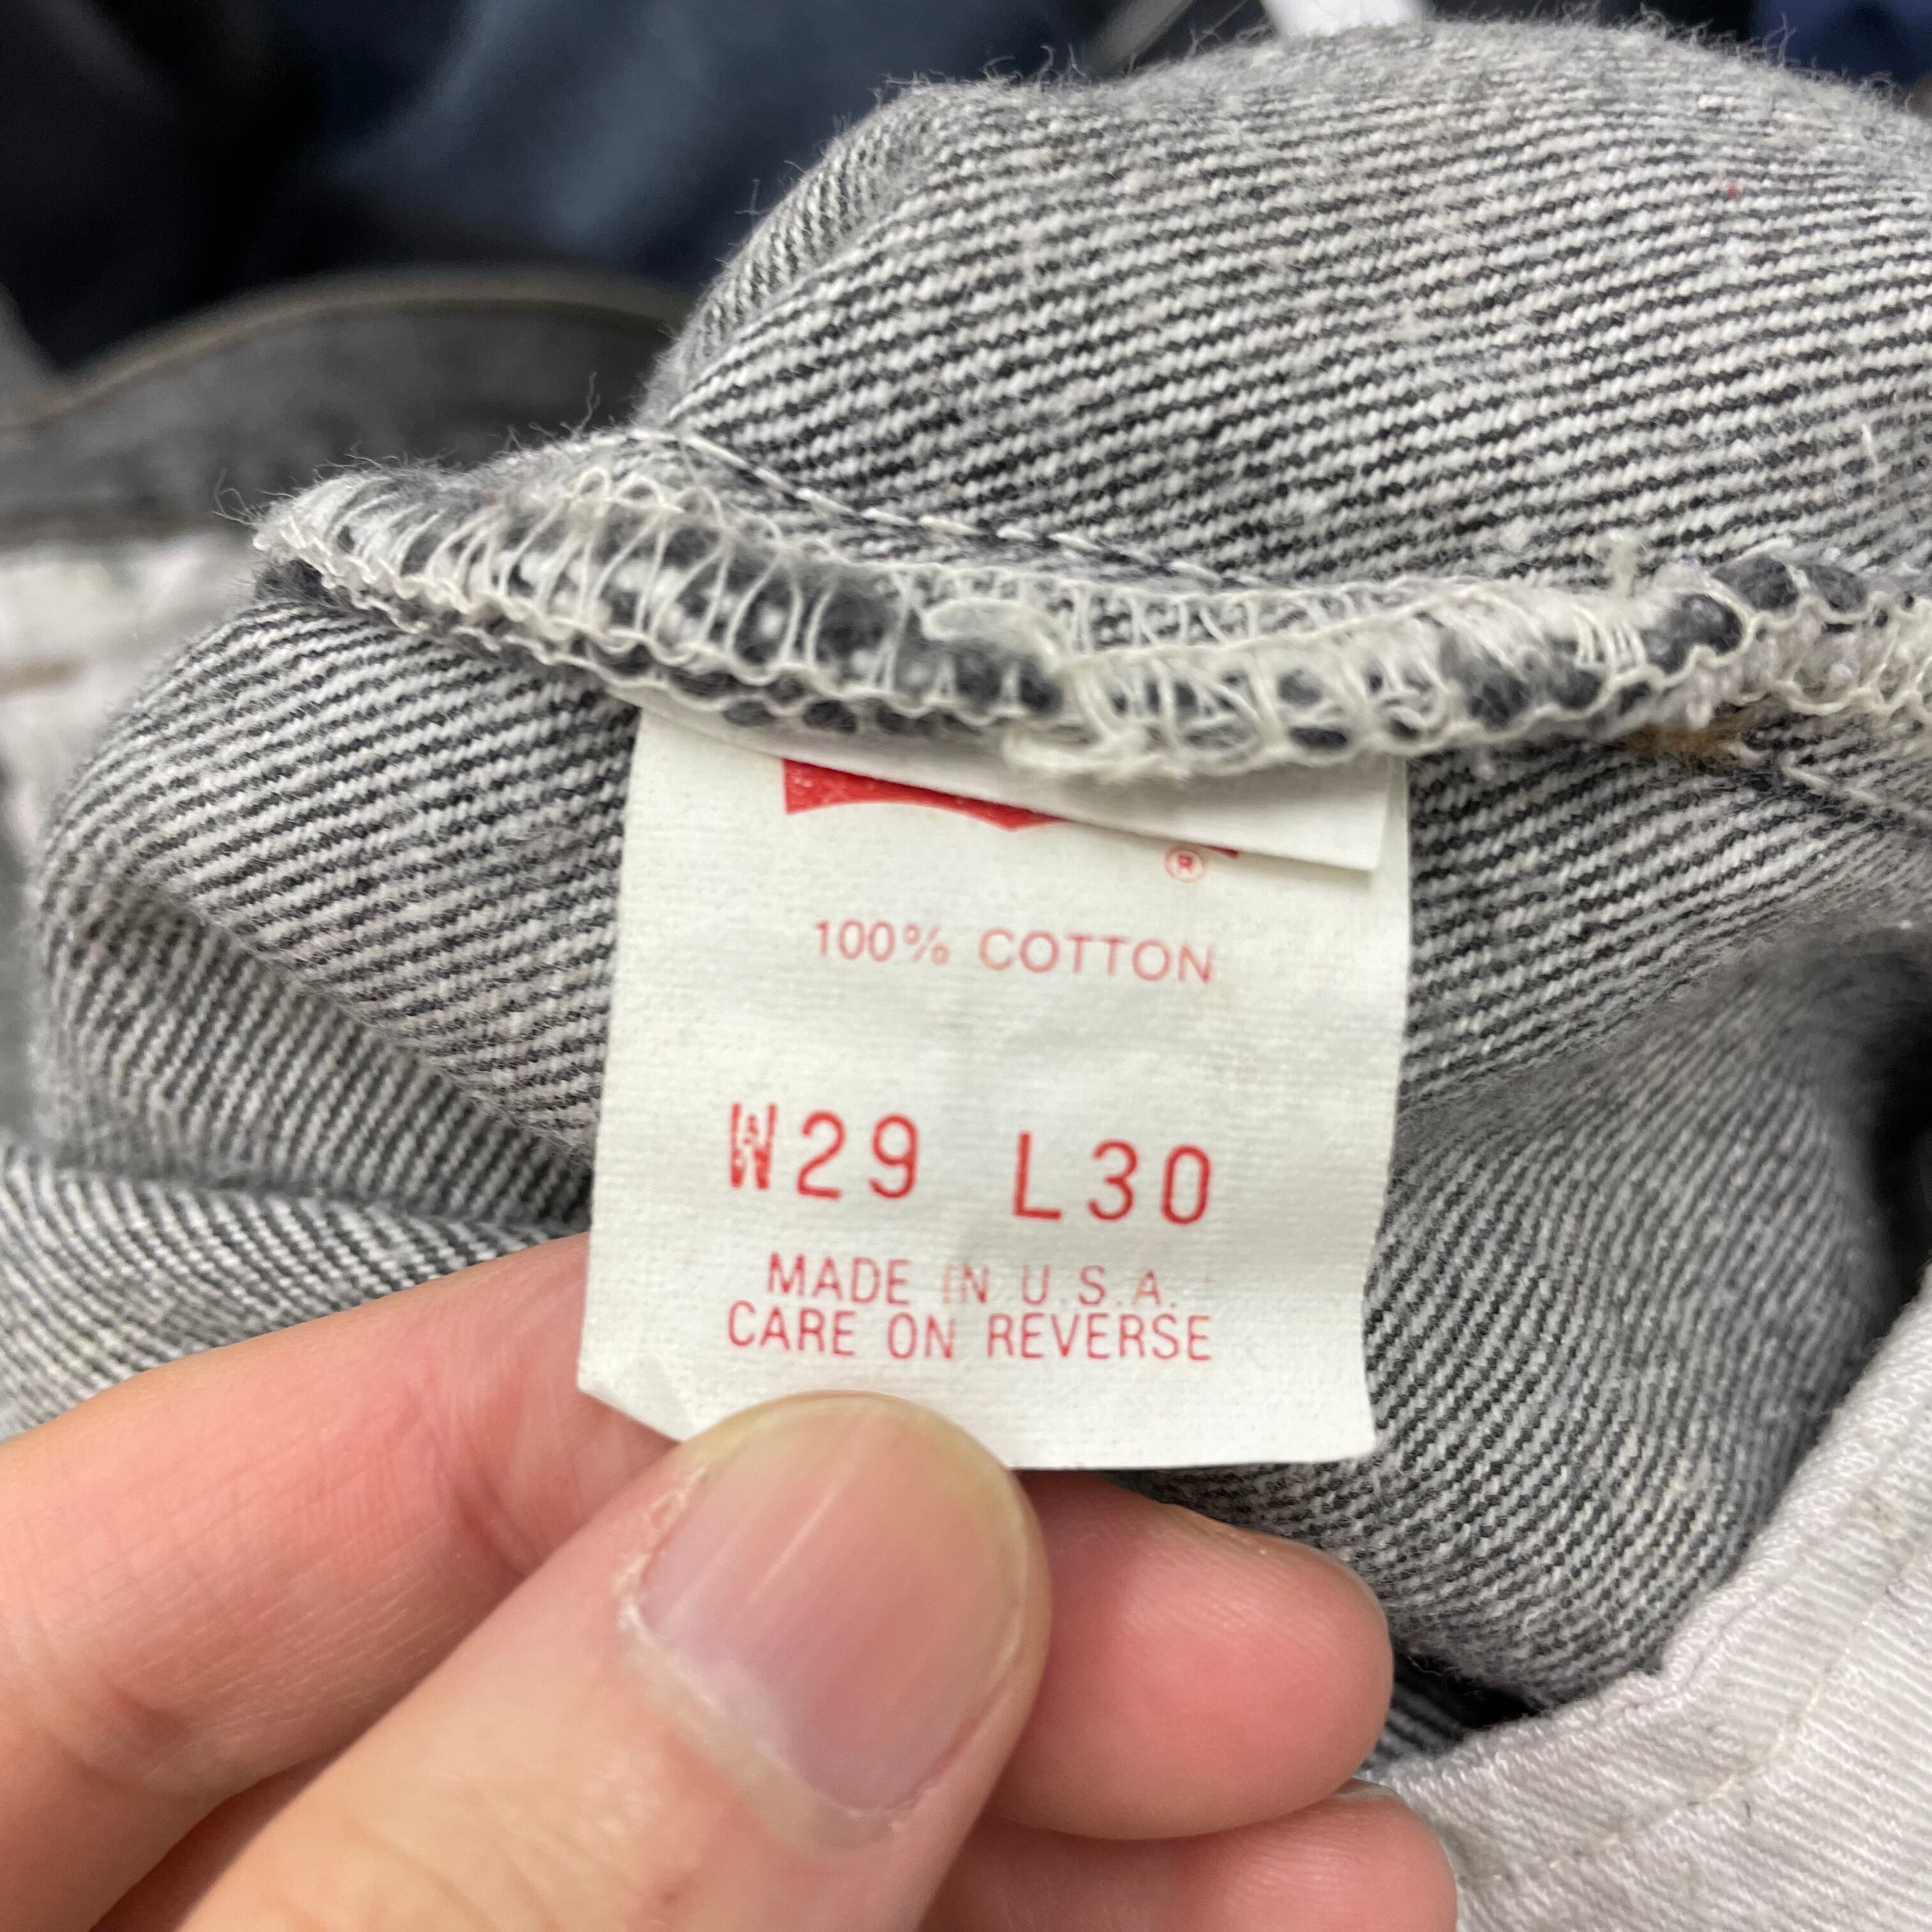 ®
100% COTTON
W29 L30
MADE IN U.S.A.
CARE ON REVERSE